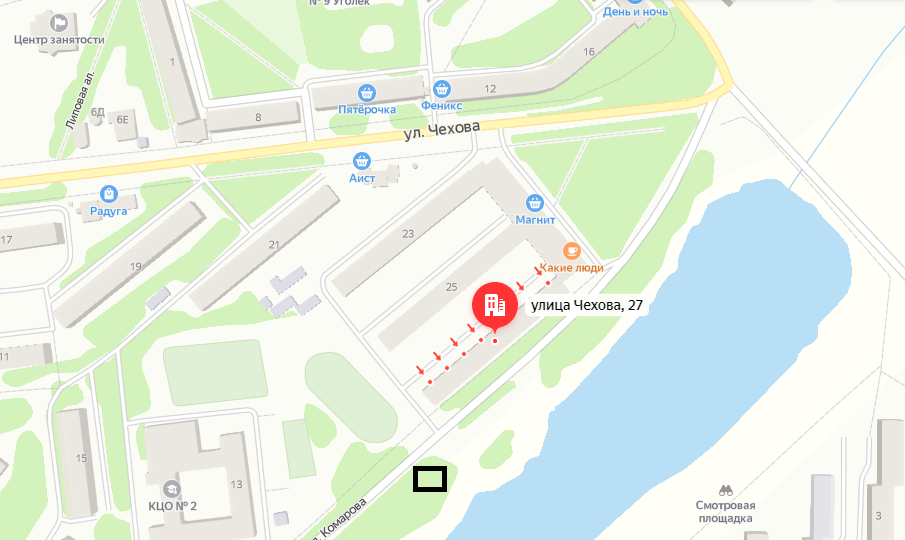 № 9 Уголёк
День и ночь
Центр занятости
1
16
Липовая ал.
6Д
6Е
8
Пятёрочка
Феникс
12
ул. Чехова
Аист
Радуга
17
19
21
23
Магнит
Какие люди
25
улица Чехова, 27
11
15
КЦО № 2
13
Комарова
Смотровая
площадка
3